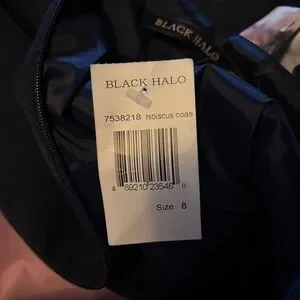 BLACK HALO
BLACK HALO
7538218 hibiscus coas
8 89210 23546 0
Size: 8